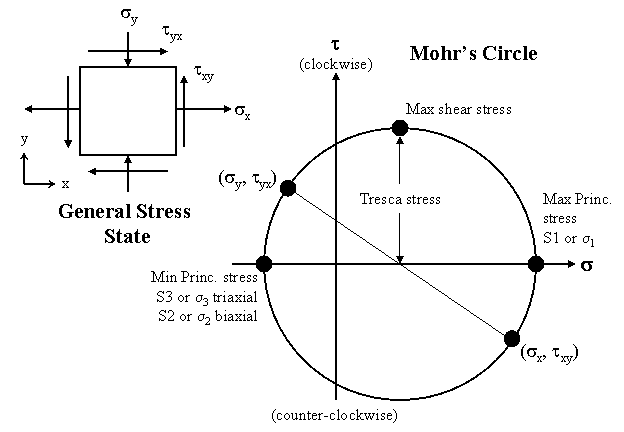 σy
τyx
τxy
σx
y
x
General Stress
State
Mohr's Circle
τ
(clockwise)
Max shear stress
(σy, τyx)
Tresca stress
Max Princ.
stress
S1 or σ1
σ
Min Princ. stress
S3 or σ3 triaxial
S2 or σ2 biaxial
(σx, τxy)
(counter-clockwise)